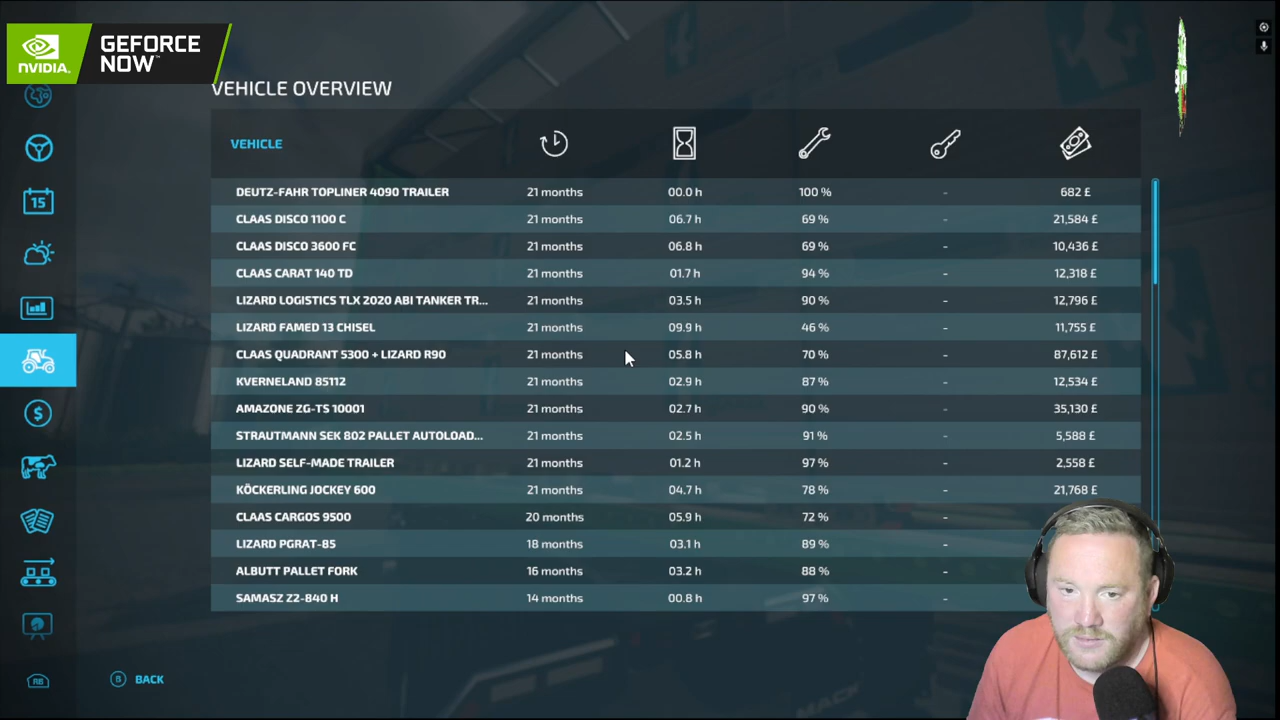 NVIDIA.
GEFORCE
NOW
VEHICLE OVERVIEW
15
VEHICLE
DEUTZ-FAHR TOPLINER 4090 TRAILER 21 months 00.0 h 100 % - 682 £
CLAAS DISCO 1100 C 21 months 06.7 h 69 % - 21,584 £
CLAAS DISCO 3600 FC 21 months 06.8 h 69 % - 10,436 £
CLAAS CARAT 140 TD 21 months 01.7 h 94 % - 12,318 £
LIZARD LOGISTICS TLX 2020 ABI TANKER TR... 21 months 03.5 h 90 % - 12,796 £
LIZARD FAMED 13 CHISEL 21 months 09.9 h 46 % - 11,755 £
CLAAS QUADRANT 5300 + LIZARD R90 21 months 05.8 h 70 % - 87,612 £
KVERNELAND 85112 21 months 02.9 h 87 % - 12,534 £
AMAZONE ZG-TS 10001 21 months 02.7 h 90 % - 35,130 £
STRAUTMANN SEK 802 PALLET AUTOLOAD... 21 months 02.5 h 91 % - 5,588 £
LIZARD SELF-MADE TRAILER 21 months 01.2 h 97 % - 2,558 £
KÖCKERLING JOCKEY 600 21 months 04.7 h 78 % - 21,768 £
CLAAS CARGOS 9500 20 months 05.9 h 72 % -
LIZARD PGRAT-85 18 months 03.1 h 89 % -
ALBUTT PALLET FORK 16 months 03.2 h 88 % -
SAMASZ Z2-840 H 14 months 00.8 h 97 % -
RB
B BACK
MACK